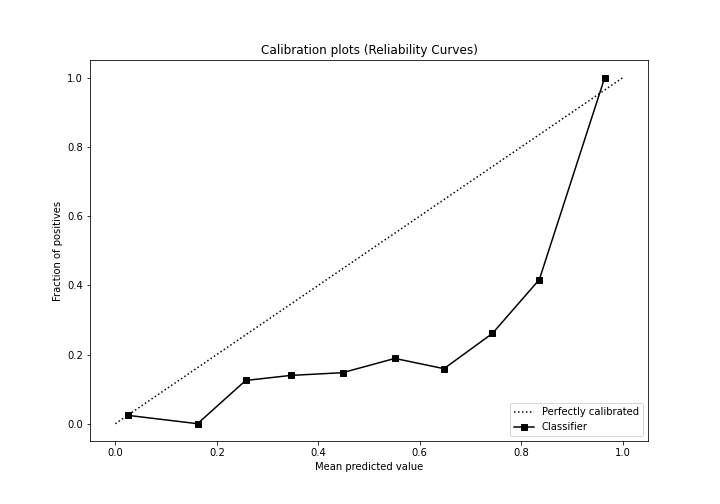 Calibration plots (Reliability Curves)
Fraction of positives
1.0
0.8
0.6
0.4
0.2
0.0
0.0 0.2 0.4 0.6 0.8 1.0
Mean predicted value
Perfectly calibrated
Classifier